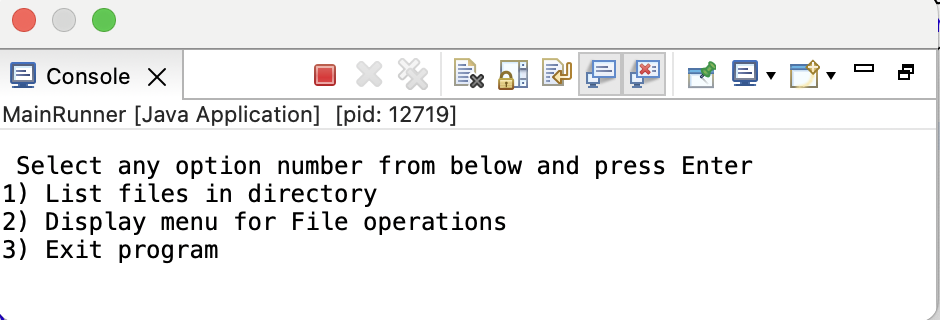 Console
MainRunner [Java Application] [pid: 12719]
Select any option number from below and press Enter
1) List files in directory
2) Display menu for File operations
3) Exit program